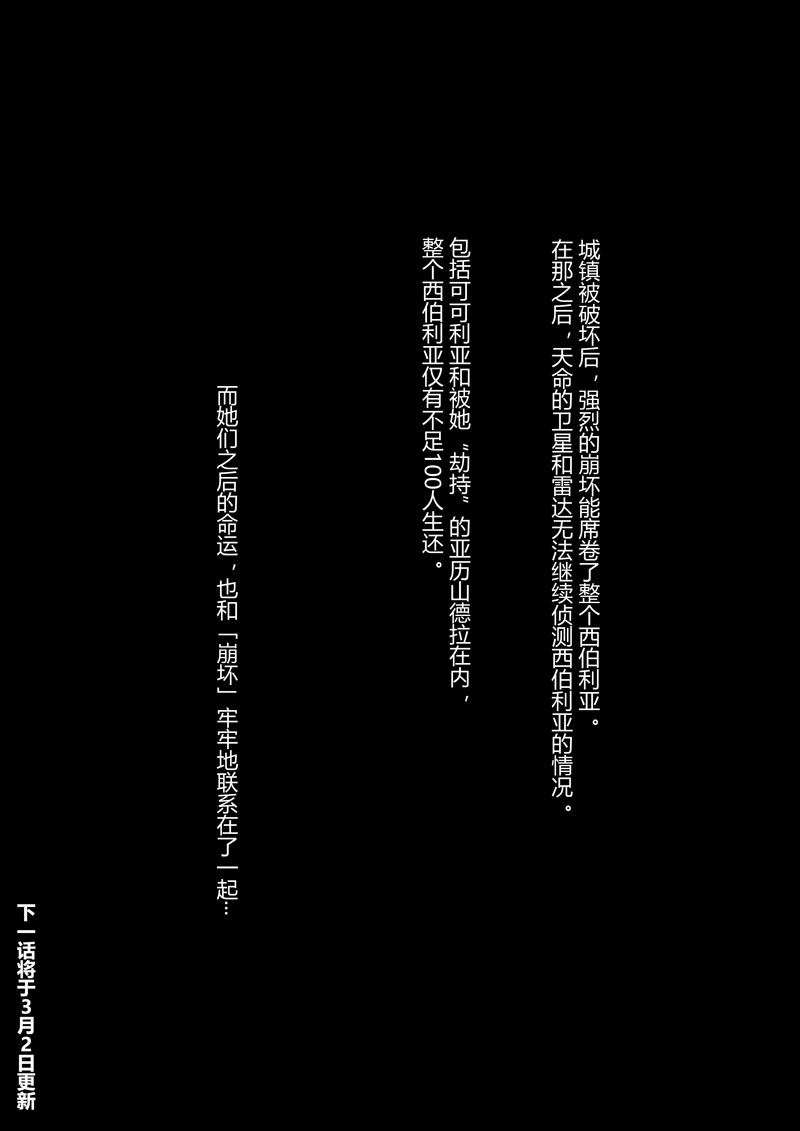 城镇被破坏后，强烈的崩坏能席卷了整个西伯利亚。
在那之后，天命的卫星和雷达无法继续侦测西伯利亚的情况。
包括可可利亚和被她“劫持”的亚历山德拉在内，
整个西伯利亚仅有不足100人生还。
而她们之后的命运，也和「崩坏」牢牢地联系在了一起…
下一话将于3月2日更新